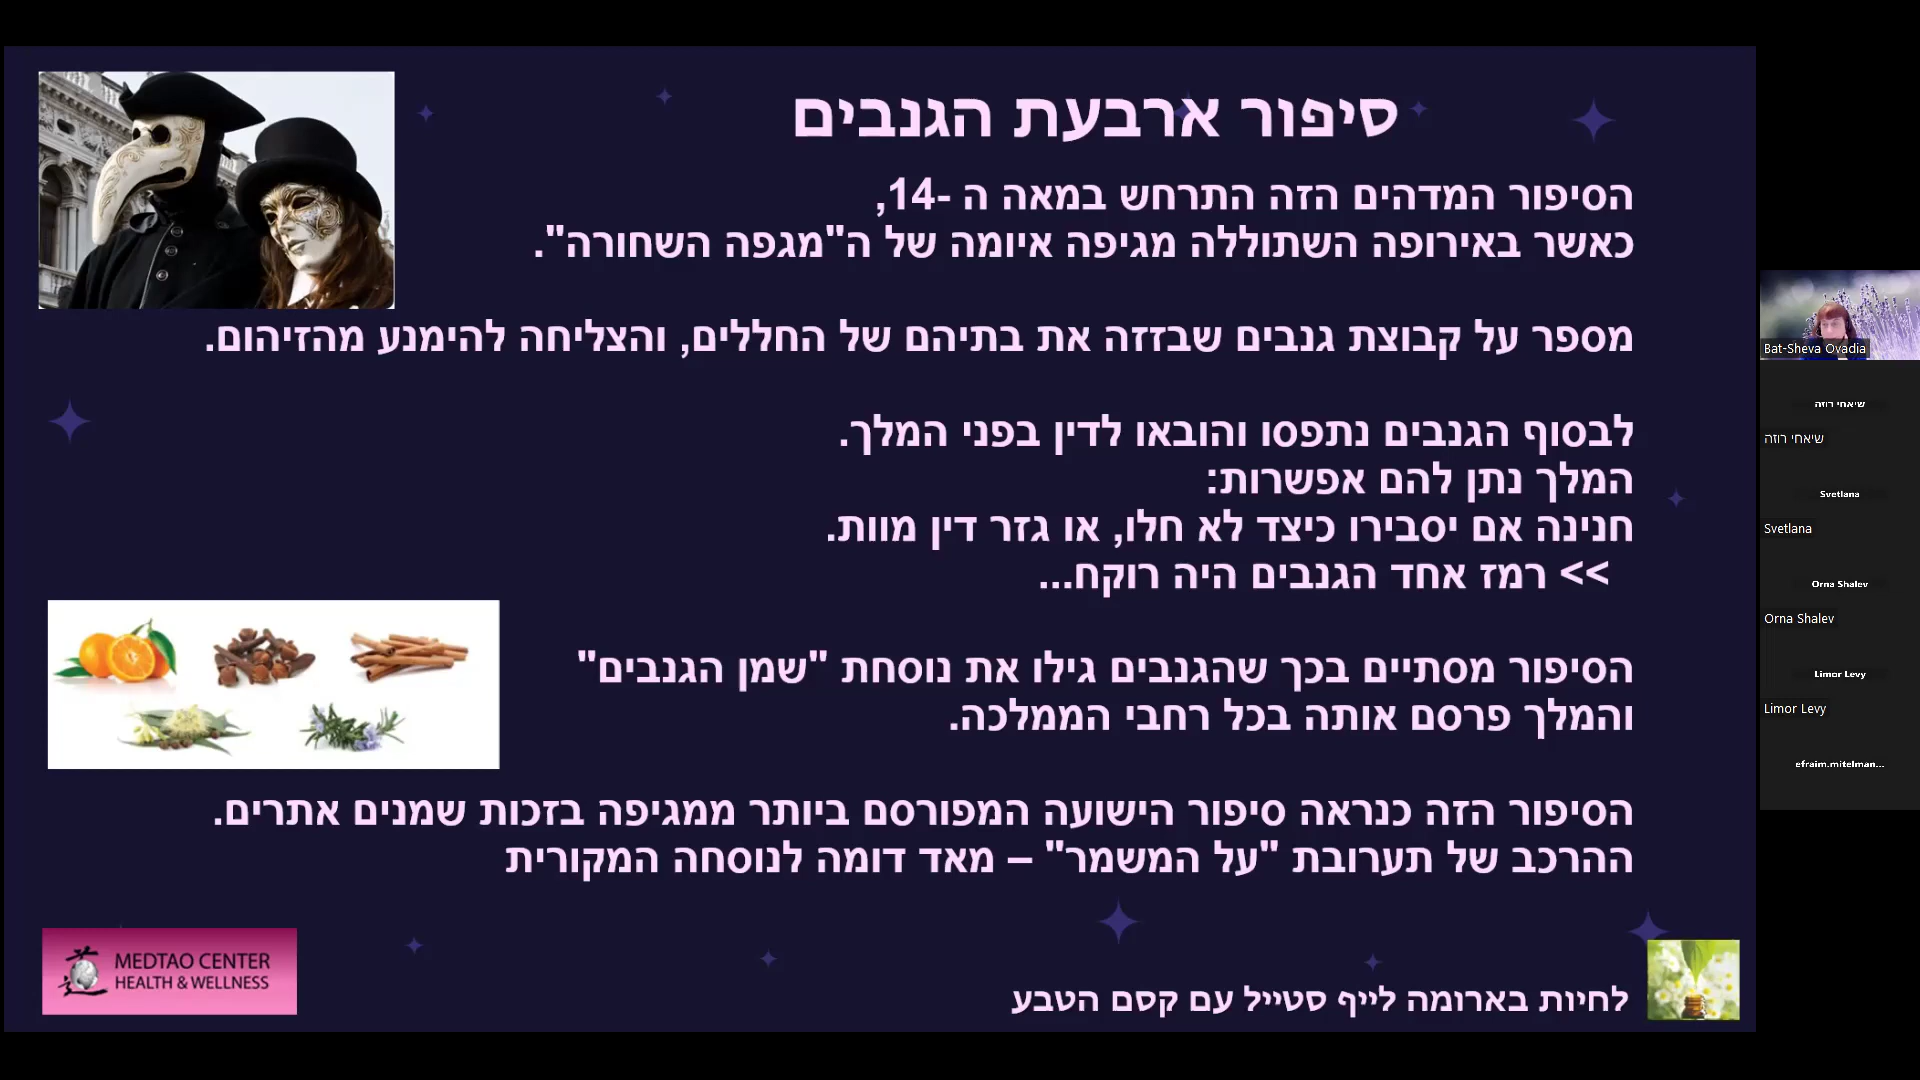 סיפור ארבעת הגנבים
הסיפור המדהים הזה התרחש במאה ה -14,
כאשר באירופה השתוללה מגיפה איומה של ה"מגפה השחורה".
מספר על קבוצת גנבים שבזזה את בתיהם של החללים, והצליחה להימנע מהזיהום.
לבסוף הגנבים נתפסו והובאו לדין בפני המלך.
המלך נתן להם אפשרות:
חנינה אם יסבירו כיצד לא חלו, או גזר דין מוות.
>> רמז אחד הגנבים היה רוקח...
הסיפור מסתיים בכך שהגנבים גילו את נוסחת "שמן הגנבים"
והמלך פרסם אותה בכל רחבי הממלכה.
הסיפור הזה כנראה סיפור הישועה המפורסם ביותר ממגיפה בזכות שמנים אתרים.
ההרכב של תערובת "על המשמר" – מאד דומה לנוסחה המקורית
לחיות בארומה לייף סטייל עם קסם הטבע
MEDTAO CENTER
HEALTH & WELLNESS
Bat-Sheva Ovadia
שיאחי רוזה
שיאחי רוזה
Svetlana
Svetlana
Orna Shalev
Orna Shalev
Limor Levy
Limor Levy
efraim.mitelman...